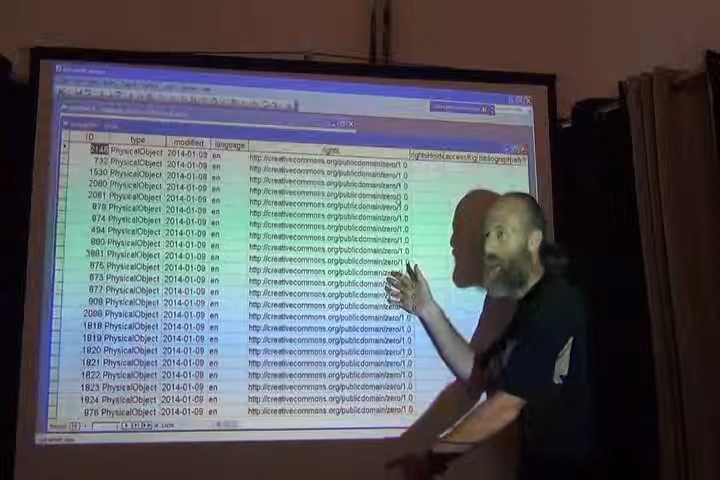 ID type modified language rights rightsHolde accessRig bibliograph
2148 PhysicalObject 2014-01-09 en http://creativecommons.org/publicdomain/zero/1.0
732 PhysicalObject 2014-01-09 en http://creativecommons.org/publicdomain/zero/1.0
1530 PhysicalObject 2014-01-09 en http://creativecommons.org/publicdomain/zero/1.0
2080 PhysicalObject 2014-01-09 en http://creativecommons.org/publicdomain/zero/1.0
2081 PhysicalObject 2014-01-09 en http://creativecommons.org/publicdomain/zero/1.0
878 PhysicalObject 2014-01-09 en http://creativecommons.org/publicdomain/zero/1.0
874 PhysicalObject 2014-01-09 en http://creativecommons.org/publicdomain/zero/1.0
494 PhysicalObject 2014-01-09 en http://creativecommons.org/publicdomain/zero/1.0
880 PhysicalObject 2014-01-09 en http://creativecommons.org/publicdomain/zero/1.0
3881 PhysicalObject 2014-01-09 en http://creativecommons.org/publicdomain/zero/1.0
875 PhysicalObject 2014-01-09 en http://creativecommons.org/publicdomain/zero/1.0
873 PhysicalObject 2014-01-09 en http://creativecommons.org/publicdomain/zero/1.0
877 PhysicalObject 2014-01-09 en http://creativecommons.org/publicdomain/zero/1.0
908 PhysicalObject 2014-01-09 en http://creativecommons.org/publicdomain/zero/1.0
PhysicalObject 2014-01-09 en http://creativecommons.org/publicdomain/zero/1.0
1818 PhysicalObject 2014-01-09 en http://creativecommons.org/publicdomain/zero/1.0
1819 PhysicalObject 2014-01-09 en http://creativecommons.org/publicdomain/zero/1.0
1820 PhysicalObject 2014-01-09 en http://creativecommons.org/publicdomain/zero/1.0
1821 PhysicalObject 2014-01-09 en http://creativecommons.org/publicdomain/zero/1.0
1822 PhysicalObject 2014-01-09 en http://creativecommons.org/publicdomain/zero/1.0
1823 PhysicalObject 2014-01-09 en http://creativecommons.org/publicdomain/zero/1.0
1924 PhysicalObject 2014-01-09 en http://creativecommons.org/publicdomain/zero/1.0
876 PhysicalObject 2014-01-09 en http://creativecommons.org/publicdomain/zero/1.0